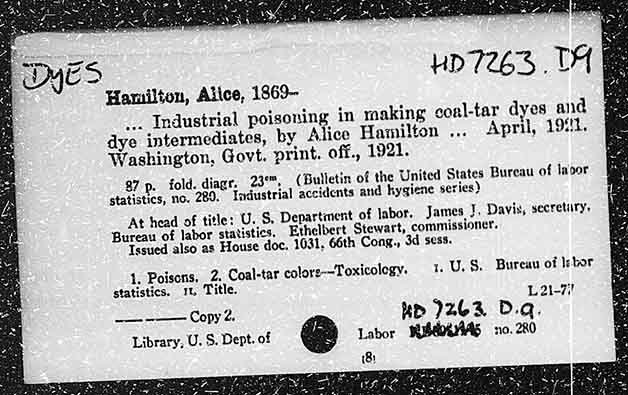 DYES
HD7263.D9
Hamilton, Alice, 1869–
... Industrial poisoning in making coal-tar dyes and
dye intermediates, by Alice Hamilton ... April, 1921.
Washington, Govt. print. off., 1921.
87 p. fold. diagr. 23cm. (Bulletin of the United States Bureau of labor
statistics, no. 280. Industrial accidents and hygiene series)
At head of title: U. S. Department of labor. James J. Davis, secretary.
Bureau of labor statistics. Ethelbert Stewart, commissioner.
Issued also as House doc. 1031, 66th Cong., 3d sess.
1. Poisons. 2. Coal-tar colors—Toxicology. I. U. S. Bureau of labor
statistics. II. Title.
L 21–77
——— Copy 2.
HD 7263. D.9.
Library, U. S. Dept. of Labor no. 280
(8)